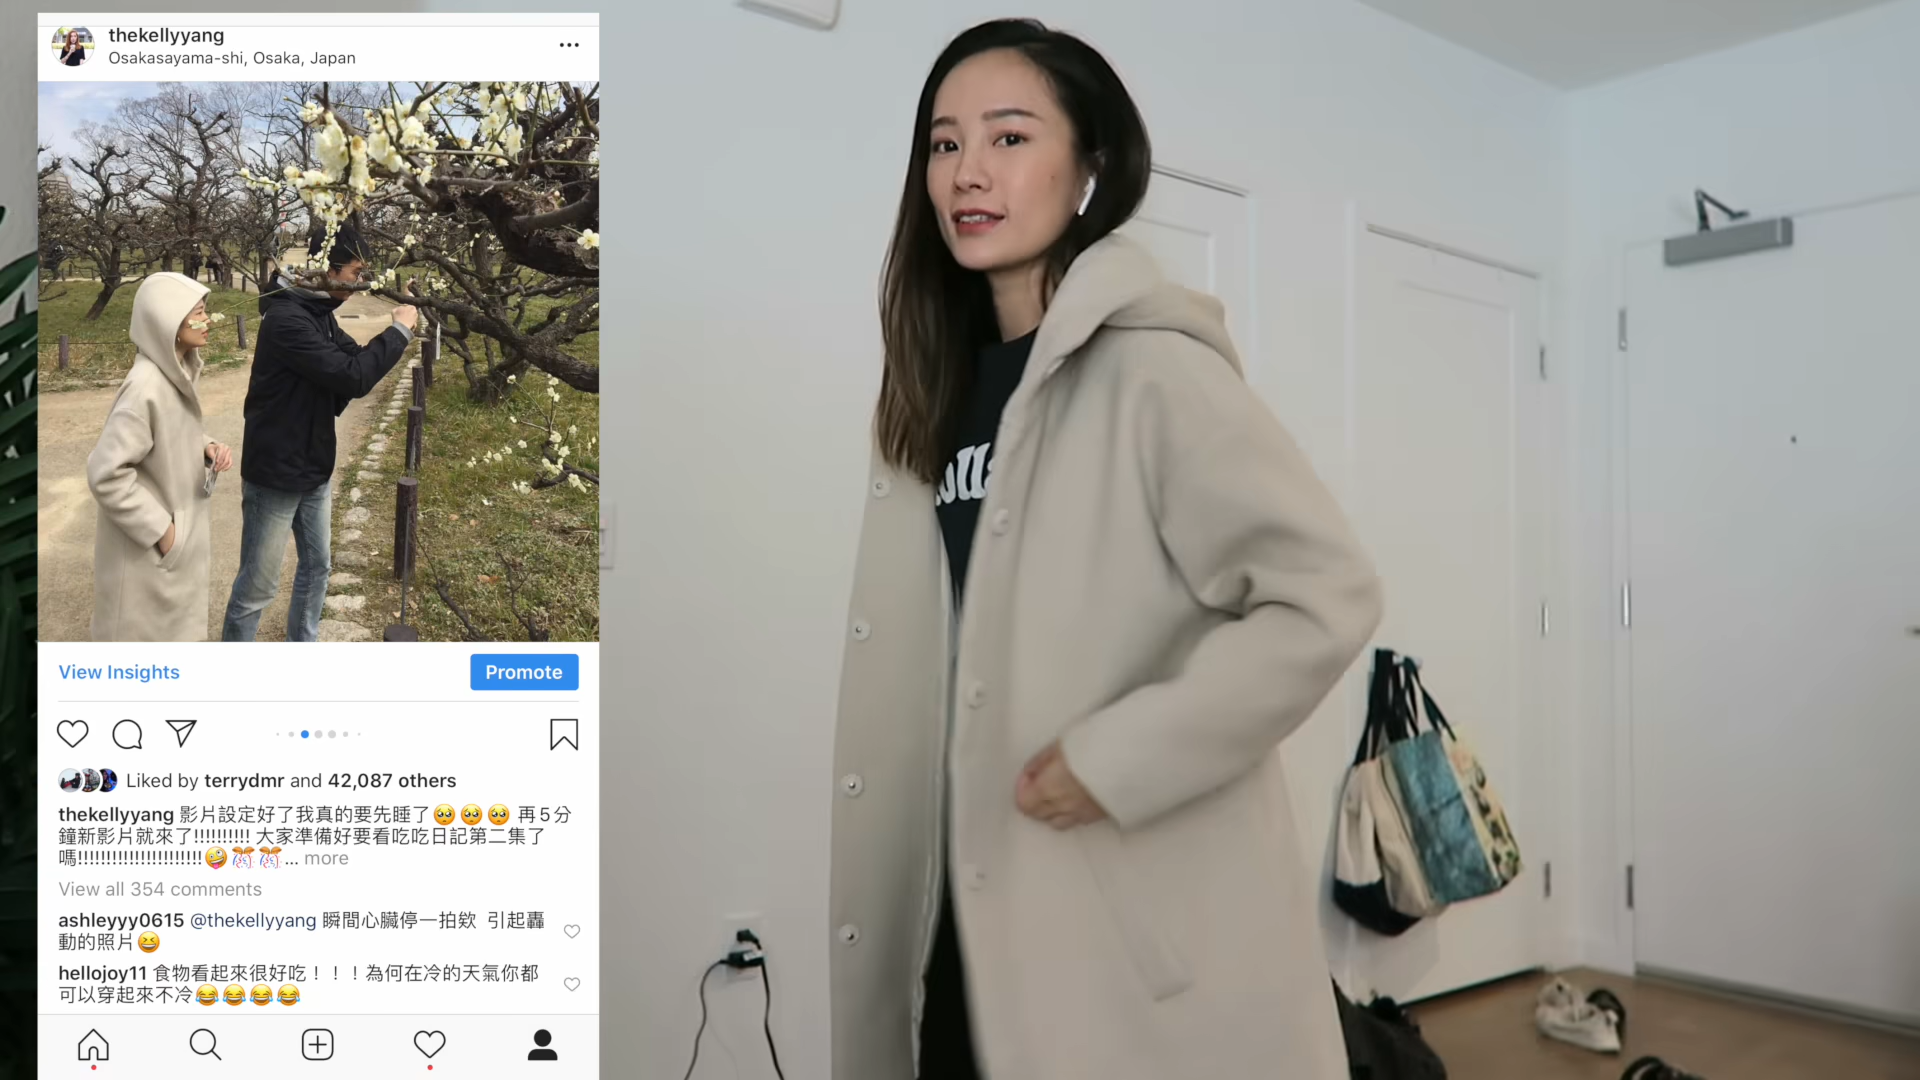 thekellyyang
Osakasayama-shi, Osaka, Japan
View Insights
Promote
Liked by terrydmr and 42,087 others
thekellyyang 影片設定好了我真的要先睡了🥺🥺🥺 再5分
鐘新影片就來了!!!!!!!!!! 大家準備好要看吃吃日記第二集了
嗎!!!!!!!!!!!!!!!!!!!!!!🤪🎊🎊... more
View all 354 comments
ashleyyy0615 @thekellyyang 瞬間心臟停一拍欸 引起轟
動的照片😆
hellojoy11 食物看起來很好吃！！！為何在冷的天氣你都
可以穿起來不冷😂😂😂😂